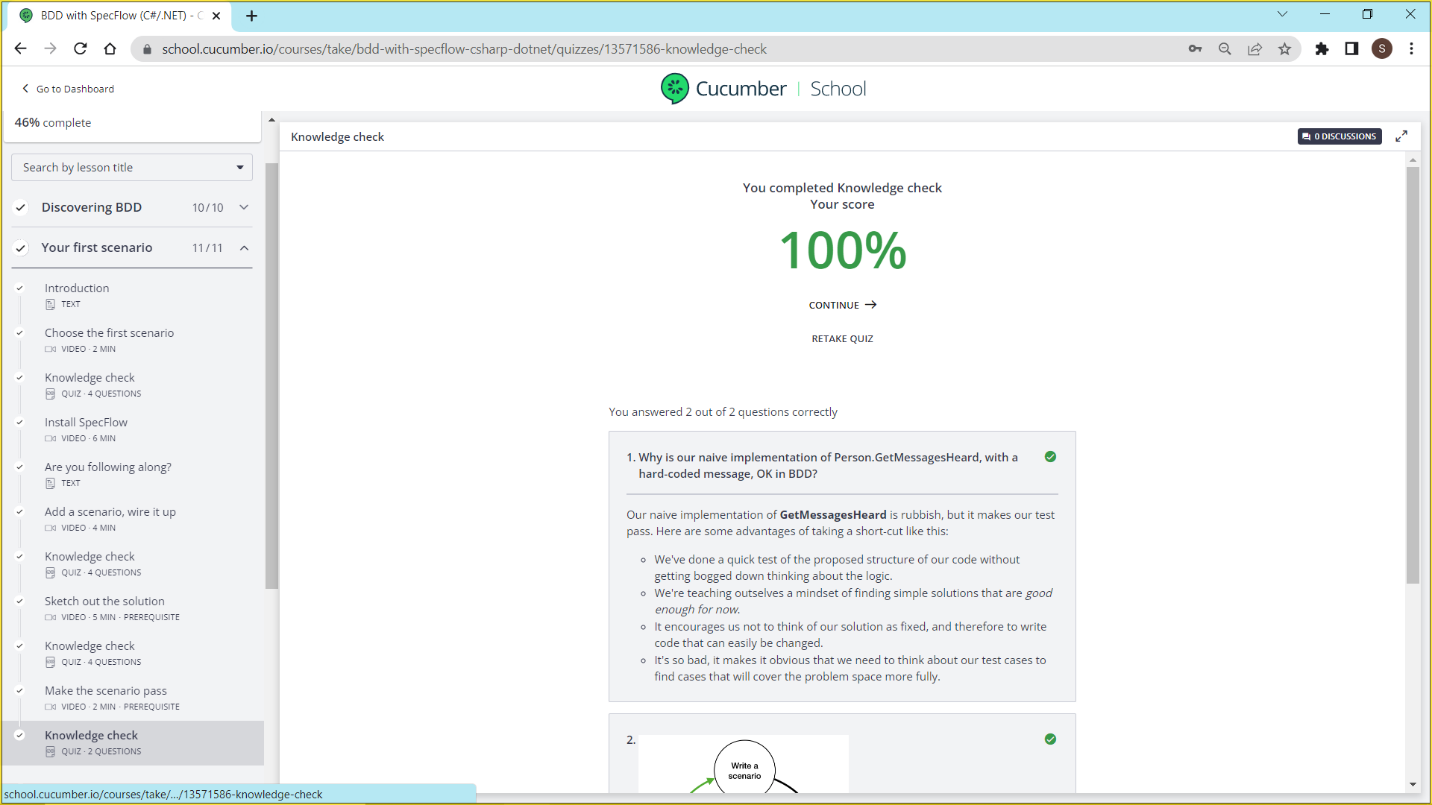 BDD with SpecFlow (C#/.NET) - C
school.cucumber.io/courses/take/bdd-with-specflow-csharp-dotnet/quizzes/13571586-knowledge-check
S
Go to Dashboard
Cucumber | School
46% complete
Search by lesson title
Discovering BDD 10/10
Your first scenario 11/11
Introduction
TEXT
Choose the first scenario
VIDEO · 2 MIN
Knowledge check
QUIZ · 4 QUESTIONS
Install SpecFlow
VIDEO · 6 MIN
Are you following along?
TEXT
Add a scenario, wire it up
VIDEO · 4 MIN
Knowledge check
QUIZ · 4 QUESTIONS
Sketch out the solution
VIDEO · 5 MIN · PREREQUISITE
Knowledge check
QUIZ · 4 QUESTIONS
Make the scenario pass
VIDEO · 2 MIN · PREREQUISITE
Knowledge check
QUIZ · 2 QUESTIONS
school.cucumber.io/courses/take/.../13571586-knowledge-check
Knowledge check
0 DISCUSSIONS
You completed Knowledge check
Your score
100%
CONTINUE →
RETAKE QUIZ
You answered 2 out of 2 questions correctly
1. Why is our naive implementation of Person.GetMessagesHeard, with a
hard-coded message, OK in BDD?
Our naive implementation of GetMessagesHeard is rubbish, but it makes our test
pass. Here are some advantages of taking a short-cut like this:
We've done a quick test of the proposed structure of our code without
getting bogged down thinking about the logic.
We're teaching outselves a mindset of finding simple solutions that are good
enough for now.
It encourages us not to think of our solution as fixed, and therefore to write
code that can easily be changed.
It's so bad, it makes it obvious that we need to think about our test cases to
find cases that will cover the problem space more fully.
2.
Write a
scenario